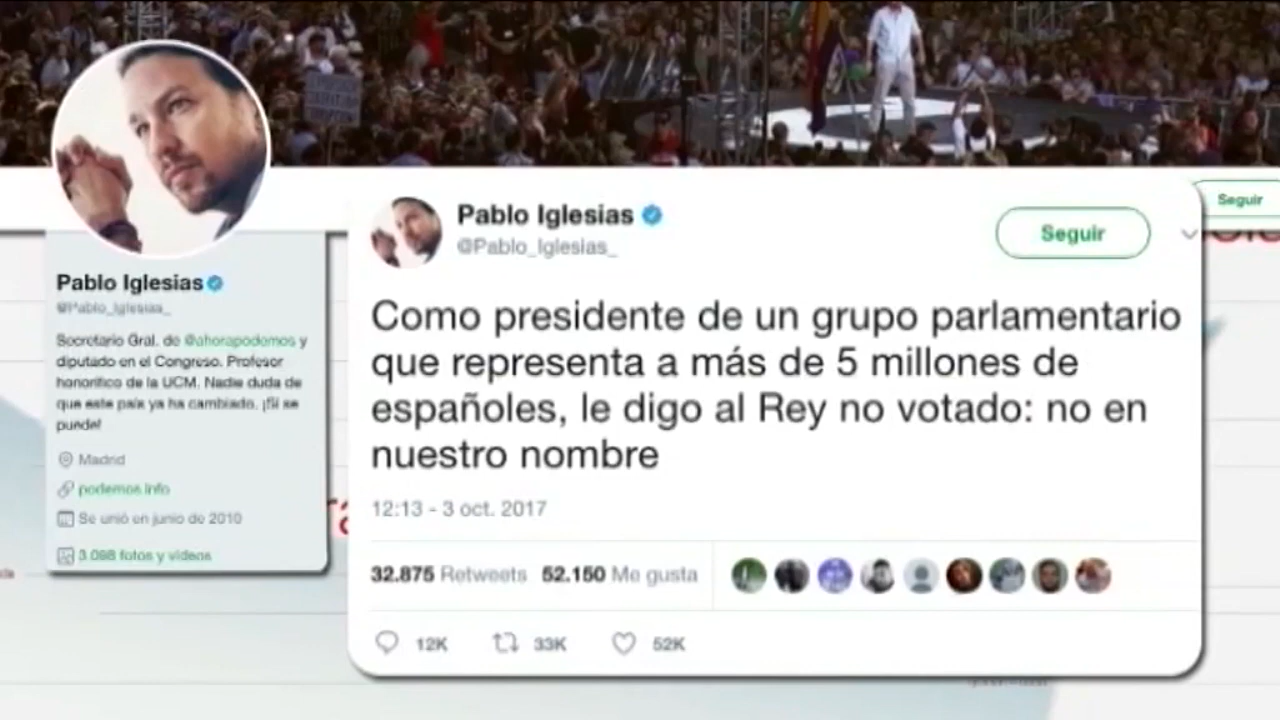 Pablo Iglesias
@Pablo_Iglesias_
Secretario Gral. de @ahorapodemos y
diputado en el Congreso. Profesor
honorífico de la UCM. Nadie duda de
que este país ya ha cambiado. ¡Sí se
puede!
Madrid
podemos.info
Se unió en junio de 2010
3.098 fotos y vídeos
Pablo Iglesias
@Pablo_Iglesias_
Seguir
Como presidente de un grupo parlamentario
que representa a más de 5 millones de
españoles, le digo al Rey no votado: no en
nuestro nombre
12:13 - 3 oct. 2017
32.875 Retweets 52.150 Me gusta
12K 33K 52K
Seguir